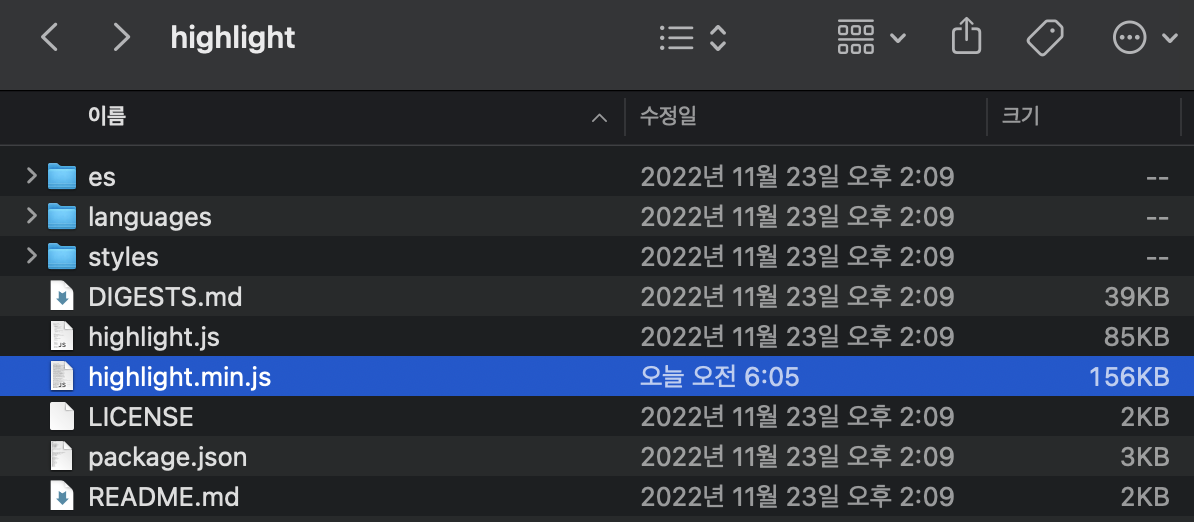 highlight
이름 수정일 크기
es 2022년 11월 23일 오후 2:09 --
languages 2022년 11월 23일 오후 2:09 --
styles 2022년 11월 23일 오후 2:09 --
DIGESTS.md 2022년 11월 23일 오후 2:09 39KB
highlight.js 2022년 11월 23일 오후 2:09 85KB
highlight.min.js 오늘 오전 6:05 156KB
LICENSE 2022년 11월 23일 오후 2:09 2KB
package.json 2022년 11월 23일 오후 2:09 3KB
README.md 2022년 11월 23일 오후 2:09 2KB